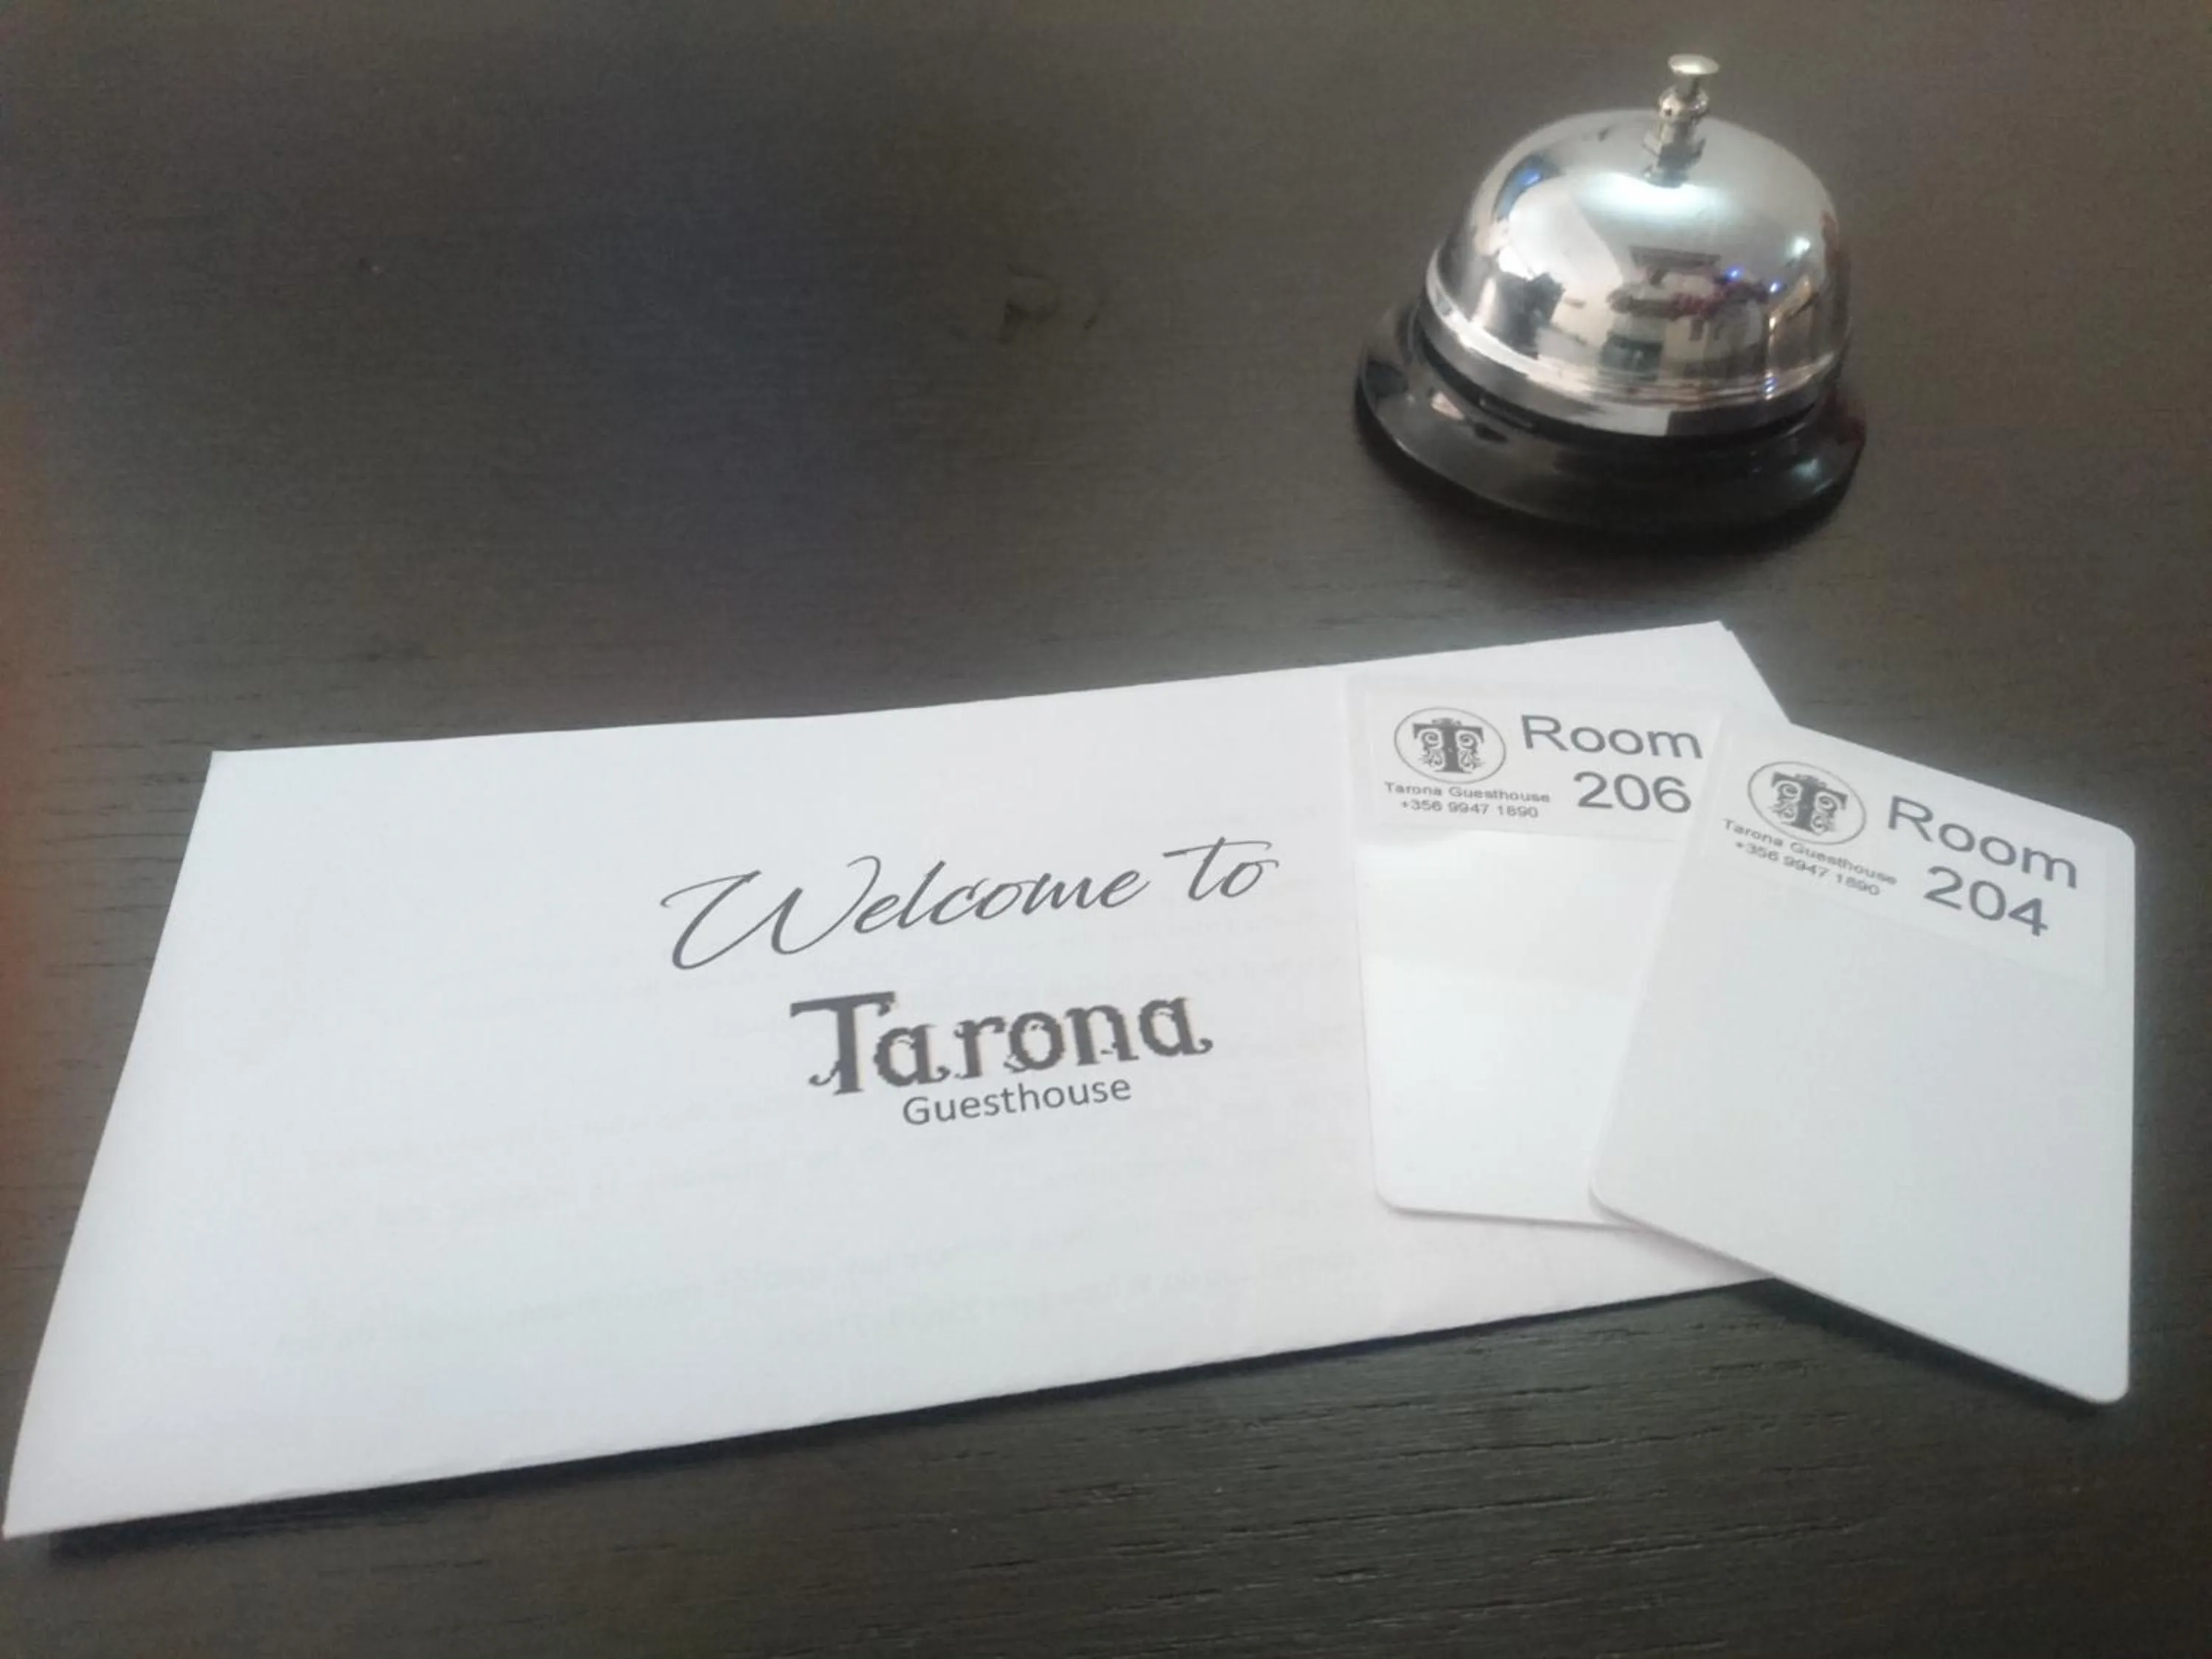 Welcome to
Tarona
Guesthouse
T
Room
206
Tarona Guesthouse
+356 9947 1890
T
Room
204
Tarona Guesthouse
+356 9947 1890